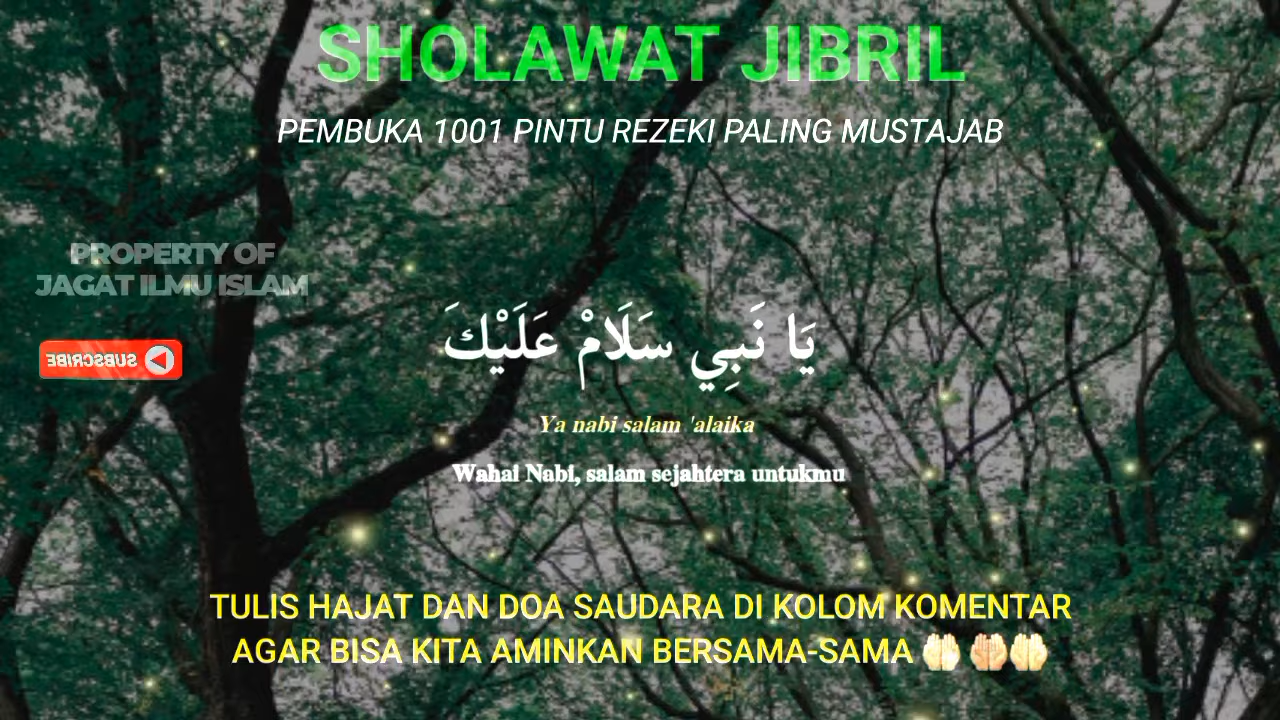 SHOLAWAT JIBRIL
PEMBUKA 1001 PINTU REZEKI PALING MUSTAJAB
PROPERTY OF
JAGAT ILMU ISLAM
SUBSCRIBE
يَا نَبِي سَلَامْ عَلَيْكَ
Ya nabi salam 'alaika
Wahai Nabi, salam sejahtera untukmu
TULIS HAJAT DAN DOA SAUDARA DI KOLOM KOMENTAR
AGAR BISA KITA AMINKAN BERSAMA-SAMA 🤲🏻 🤲🏼🤲🏻